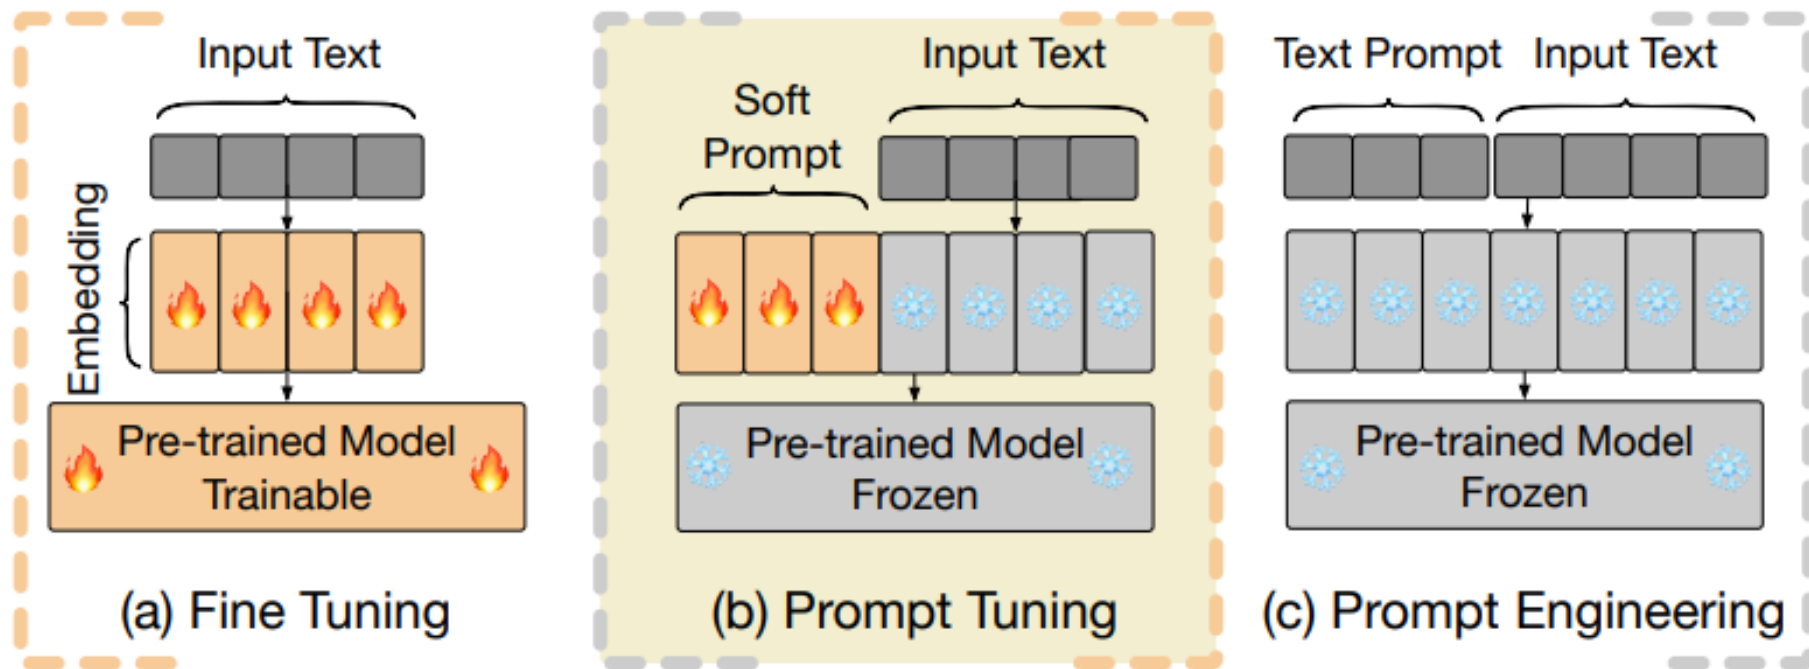 Input Text
Embedding
Pre-trained Model
Trainable
(a) Fine Tuning
Soft
Prompt
Input Text
Pre-trained Model
Frozen
(b) Prompt Tuning
Text Prompt
Input Text
Pre-trained Model
Frozen
(c) Prompt Engineering